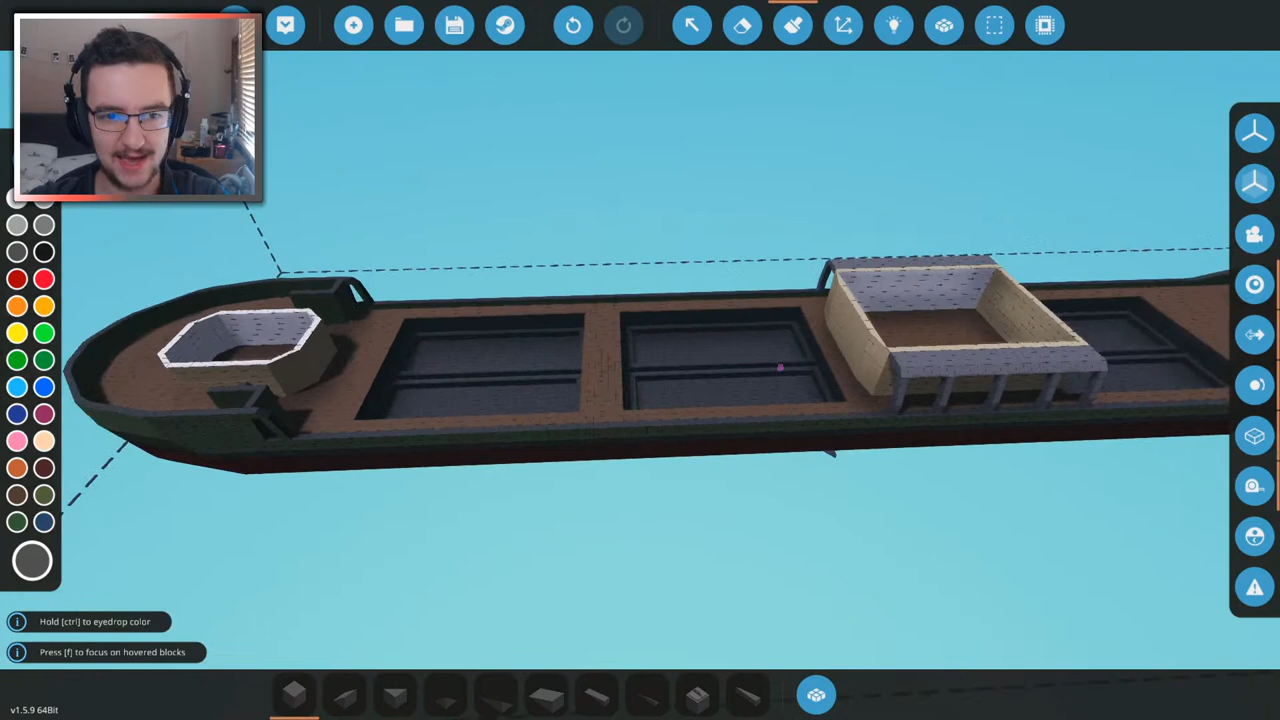 Hold [ctrl] to eyedrop color
Press [f] to focus on hovered blocks
v1.5.9 64Bit